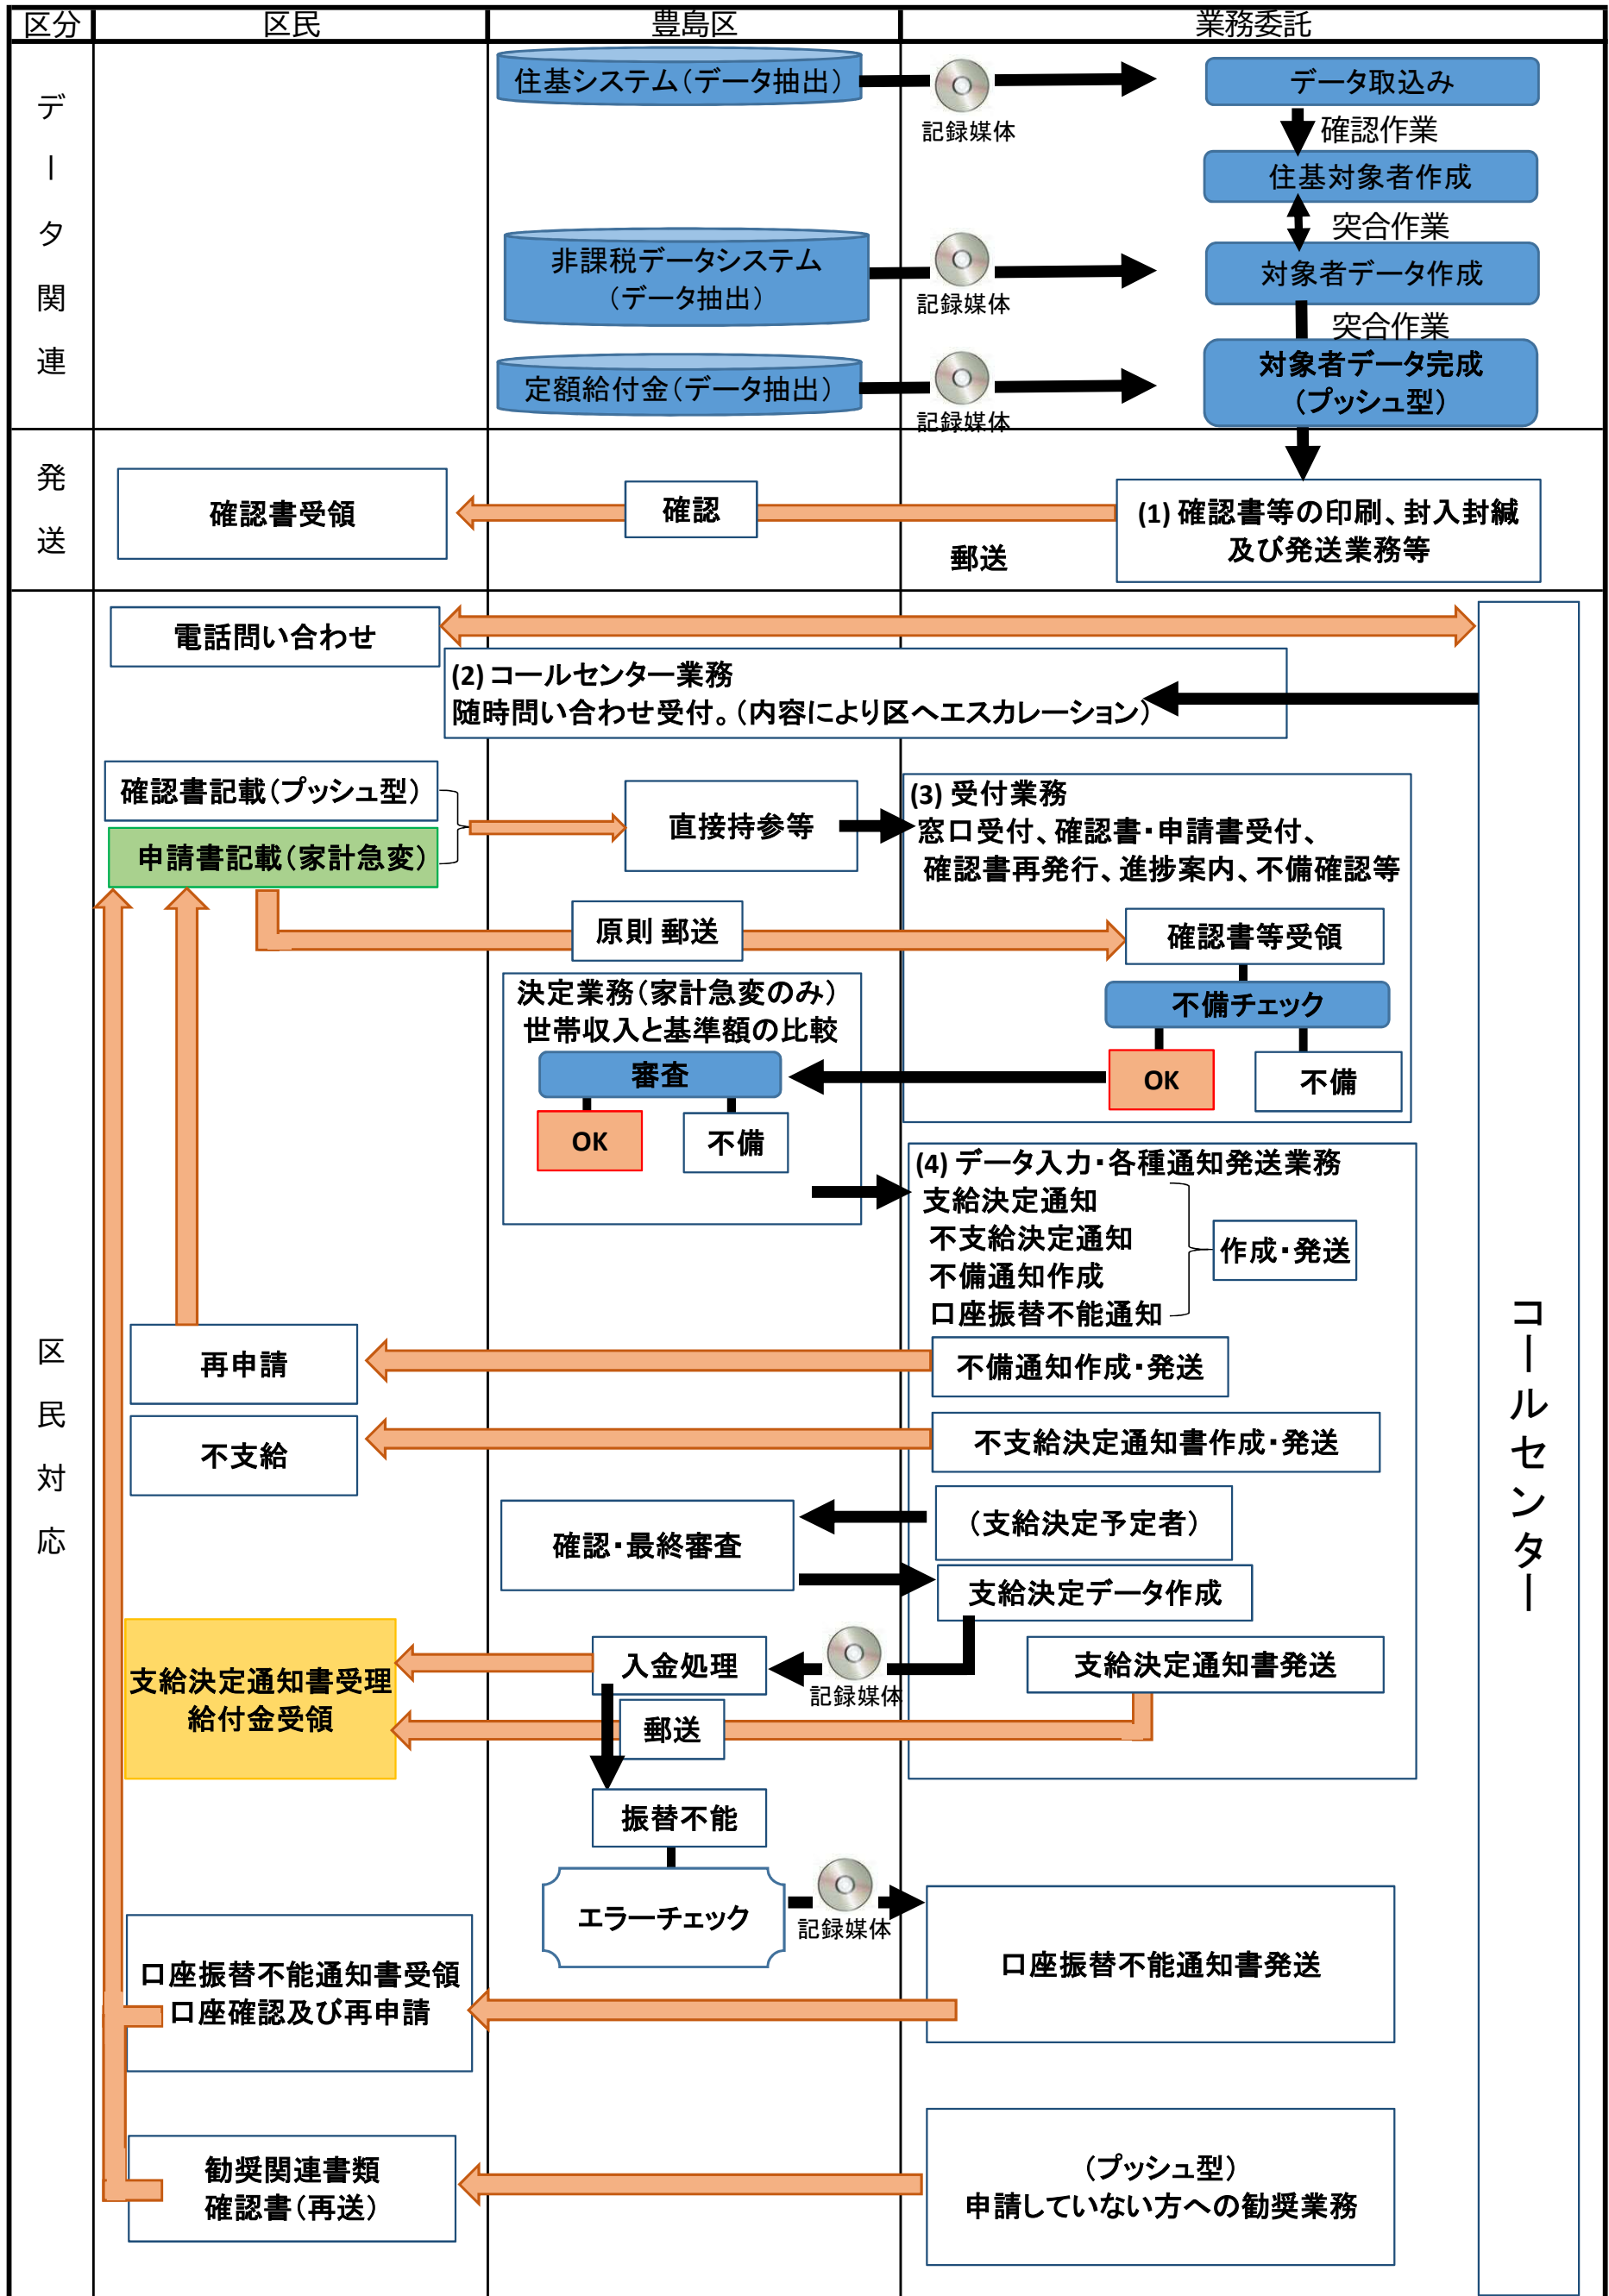 区分
区民
豊島区
業務委託
データ関連
住基システム（データ抽出）
記録媒体
データ取込み
確認作業
住基対象者作成
突合作業
非課税データシステム
（データ抽出）
記録媒体
対象者データ作成
突合作業
定額給付金（データ抽出）
記録媒体
対象者データ完成
（プッシュ型）
発送
確認書受領
確認
郵送
(1) 確認書等の印刷、封入封緘
及び発送業務等
区民対応
電話問い合わせ
コールセンター
(2) コールセンター業務
随時問い合わせ受付。（内容により区へエスカレーション）
確認書記載（プッシュ型）
申請書記載（家計急変）
直接持参等
(3) 受付業務
窓口受付、確認書・申請書受付、
確認書再発行、進捗案内、不備確認等
原則 郵送
確認書等受領
不備チェック
OK
不備
決定業務（家計急変のみ）
世帯収入と基準額の比較
審査
OK
不備
(4) データ入力・各種通知発送業務
支給決定通知
不支給決定通知
不備通知作成
口座振替不能通知
作成・発送
再申請
不備通知作成・発送
不支給
不支給決定通知書作成・発送
確認・最終審査
（支給決定予定者）
支給決定データ作成
支給決定通知書受理
給付金受領
入金処理
記録媒体
支給決定通知書発送
郵送
振替不能
エラーチェック
記録媒体
口座振替不能通知書発送
口座振替不能通知書受領
口座確認及び再申請
勧奨関連書類
確認書（再送）
（プッシュ型）
申請していない方への勧奨業務